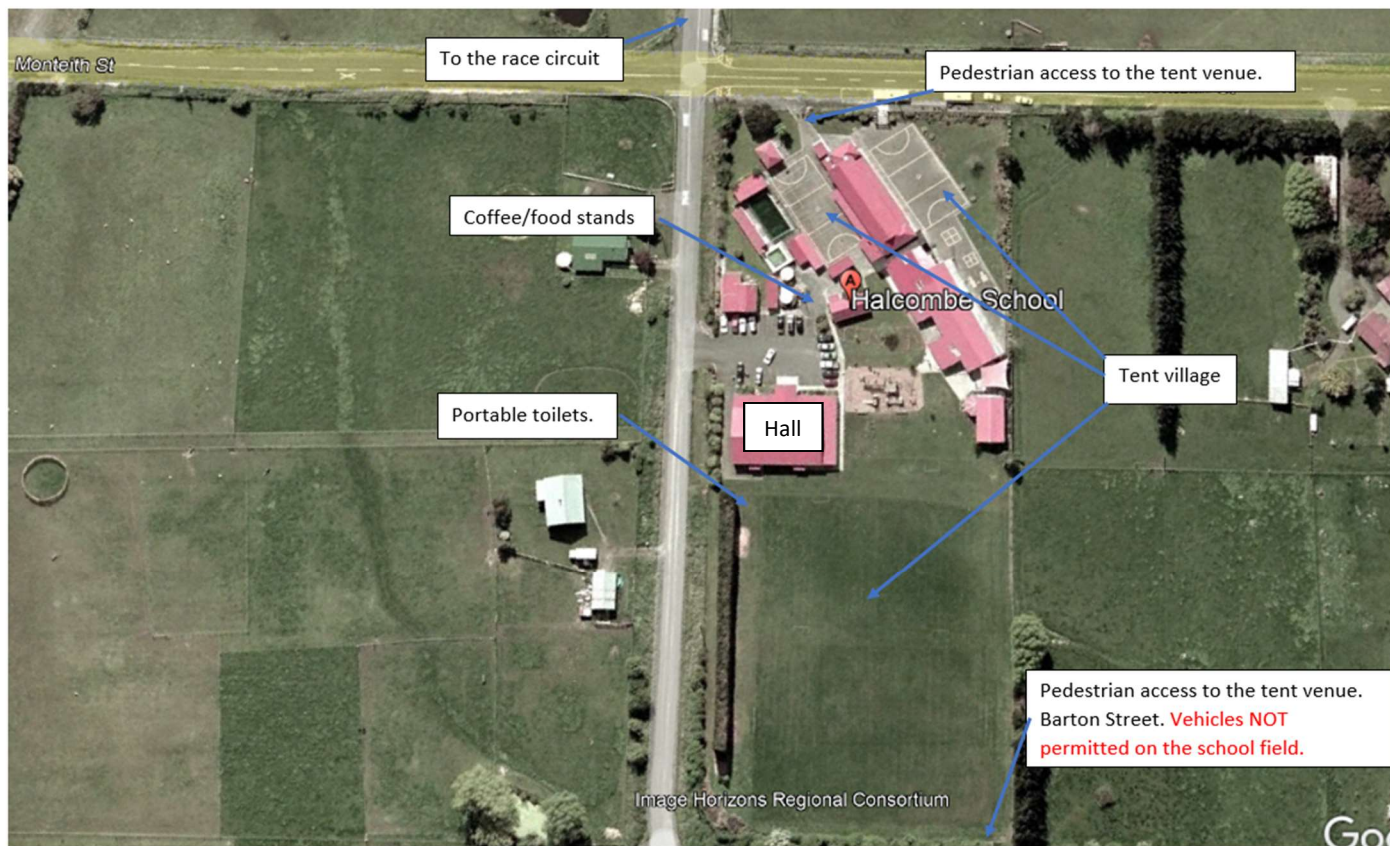 To the race circuit
Monteith St
Pedestrian access to the tent venue.
Coffee/food stands
A
Halcombe School
Tent village
Portable toilets.
Hall
Pedestrian access to the tent venue.
Barton Street. Vehicles NOT
permitted on the school field.
Image Horizons Regional Consortium
Goo